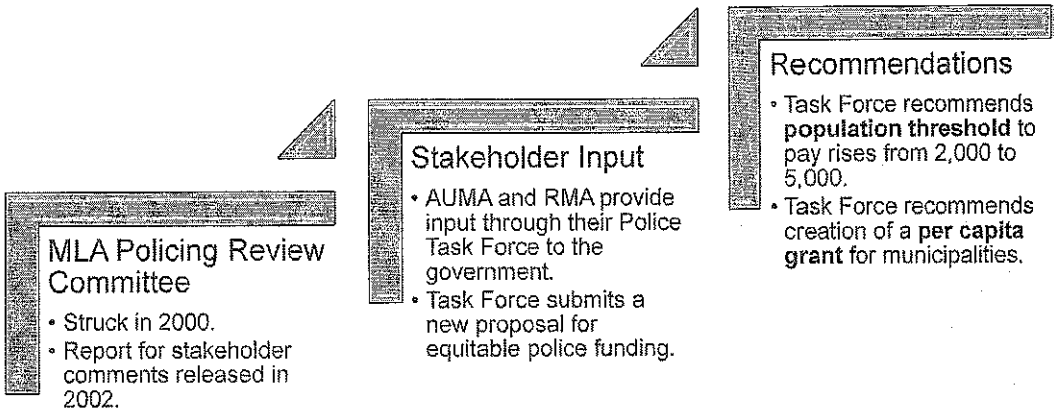 MLA Policing Review
Committee
• Struck in 2000.
• Report for stakeholder
comments released in
2002.
Stakeholder Input
• AUMA and RMA provide
input through their Police
Task Force to the
government.
• Task Force submits a
new proposal for
equitable police funding.
Recommendations
• Task Force recommends
population threshold to
pay rises from 2,000 to
5,000.
• Task Force recommends
creation of a per capita
grant for municipalities.